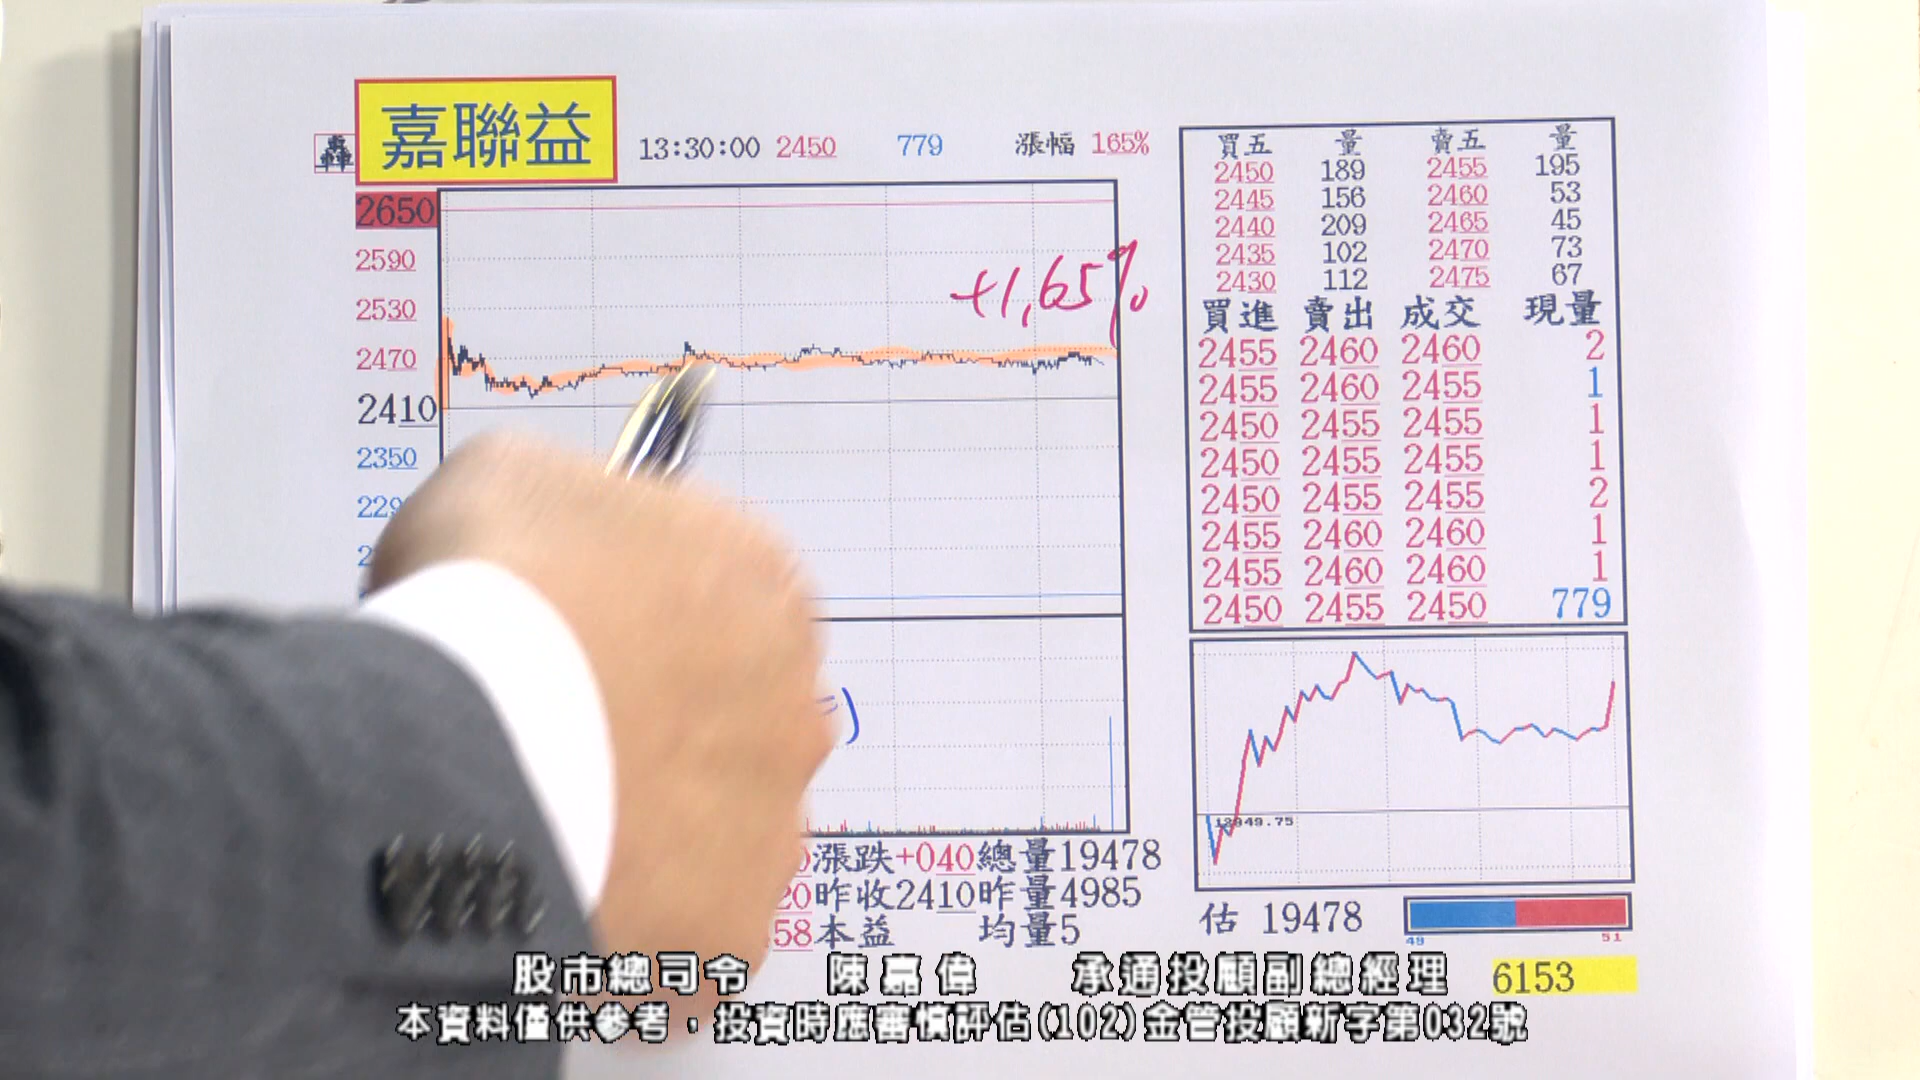 嘉聯益
13:30:00 2450 779 漲幅 165%
2650
2590
2530
2470
2410
2350
+1,65%
買五 量 賣五 量
2450 189 2455 195
2445 156 2460 53
2440 209 2465 45
2435 102 2470 73
2430 112 2475 67
買進 賣出 成交 現量
2455 2460 2460 2
2455 2460 2455 1
2450 2455 2455 1
2450 2455 2455 1
2450 2455 2455 2
2455 2460 2460 1
2455 2460 2460 1
2450 2455 2450 779
漲跌+040總量19478
20昨收2410昨量4985
58本益 均量5
估 19478
49 51
6153
股市總司令 陳嘉偉 承通投顧副總經理
本資料僅供參考，投資時應審慎評估(102)金管投顧新字第032號